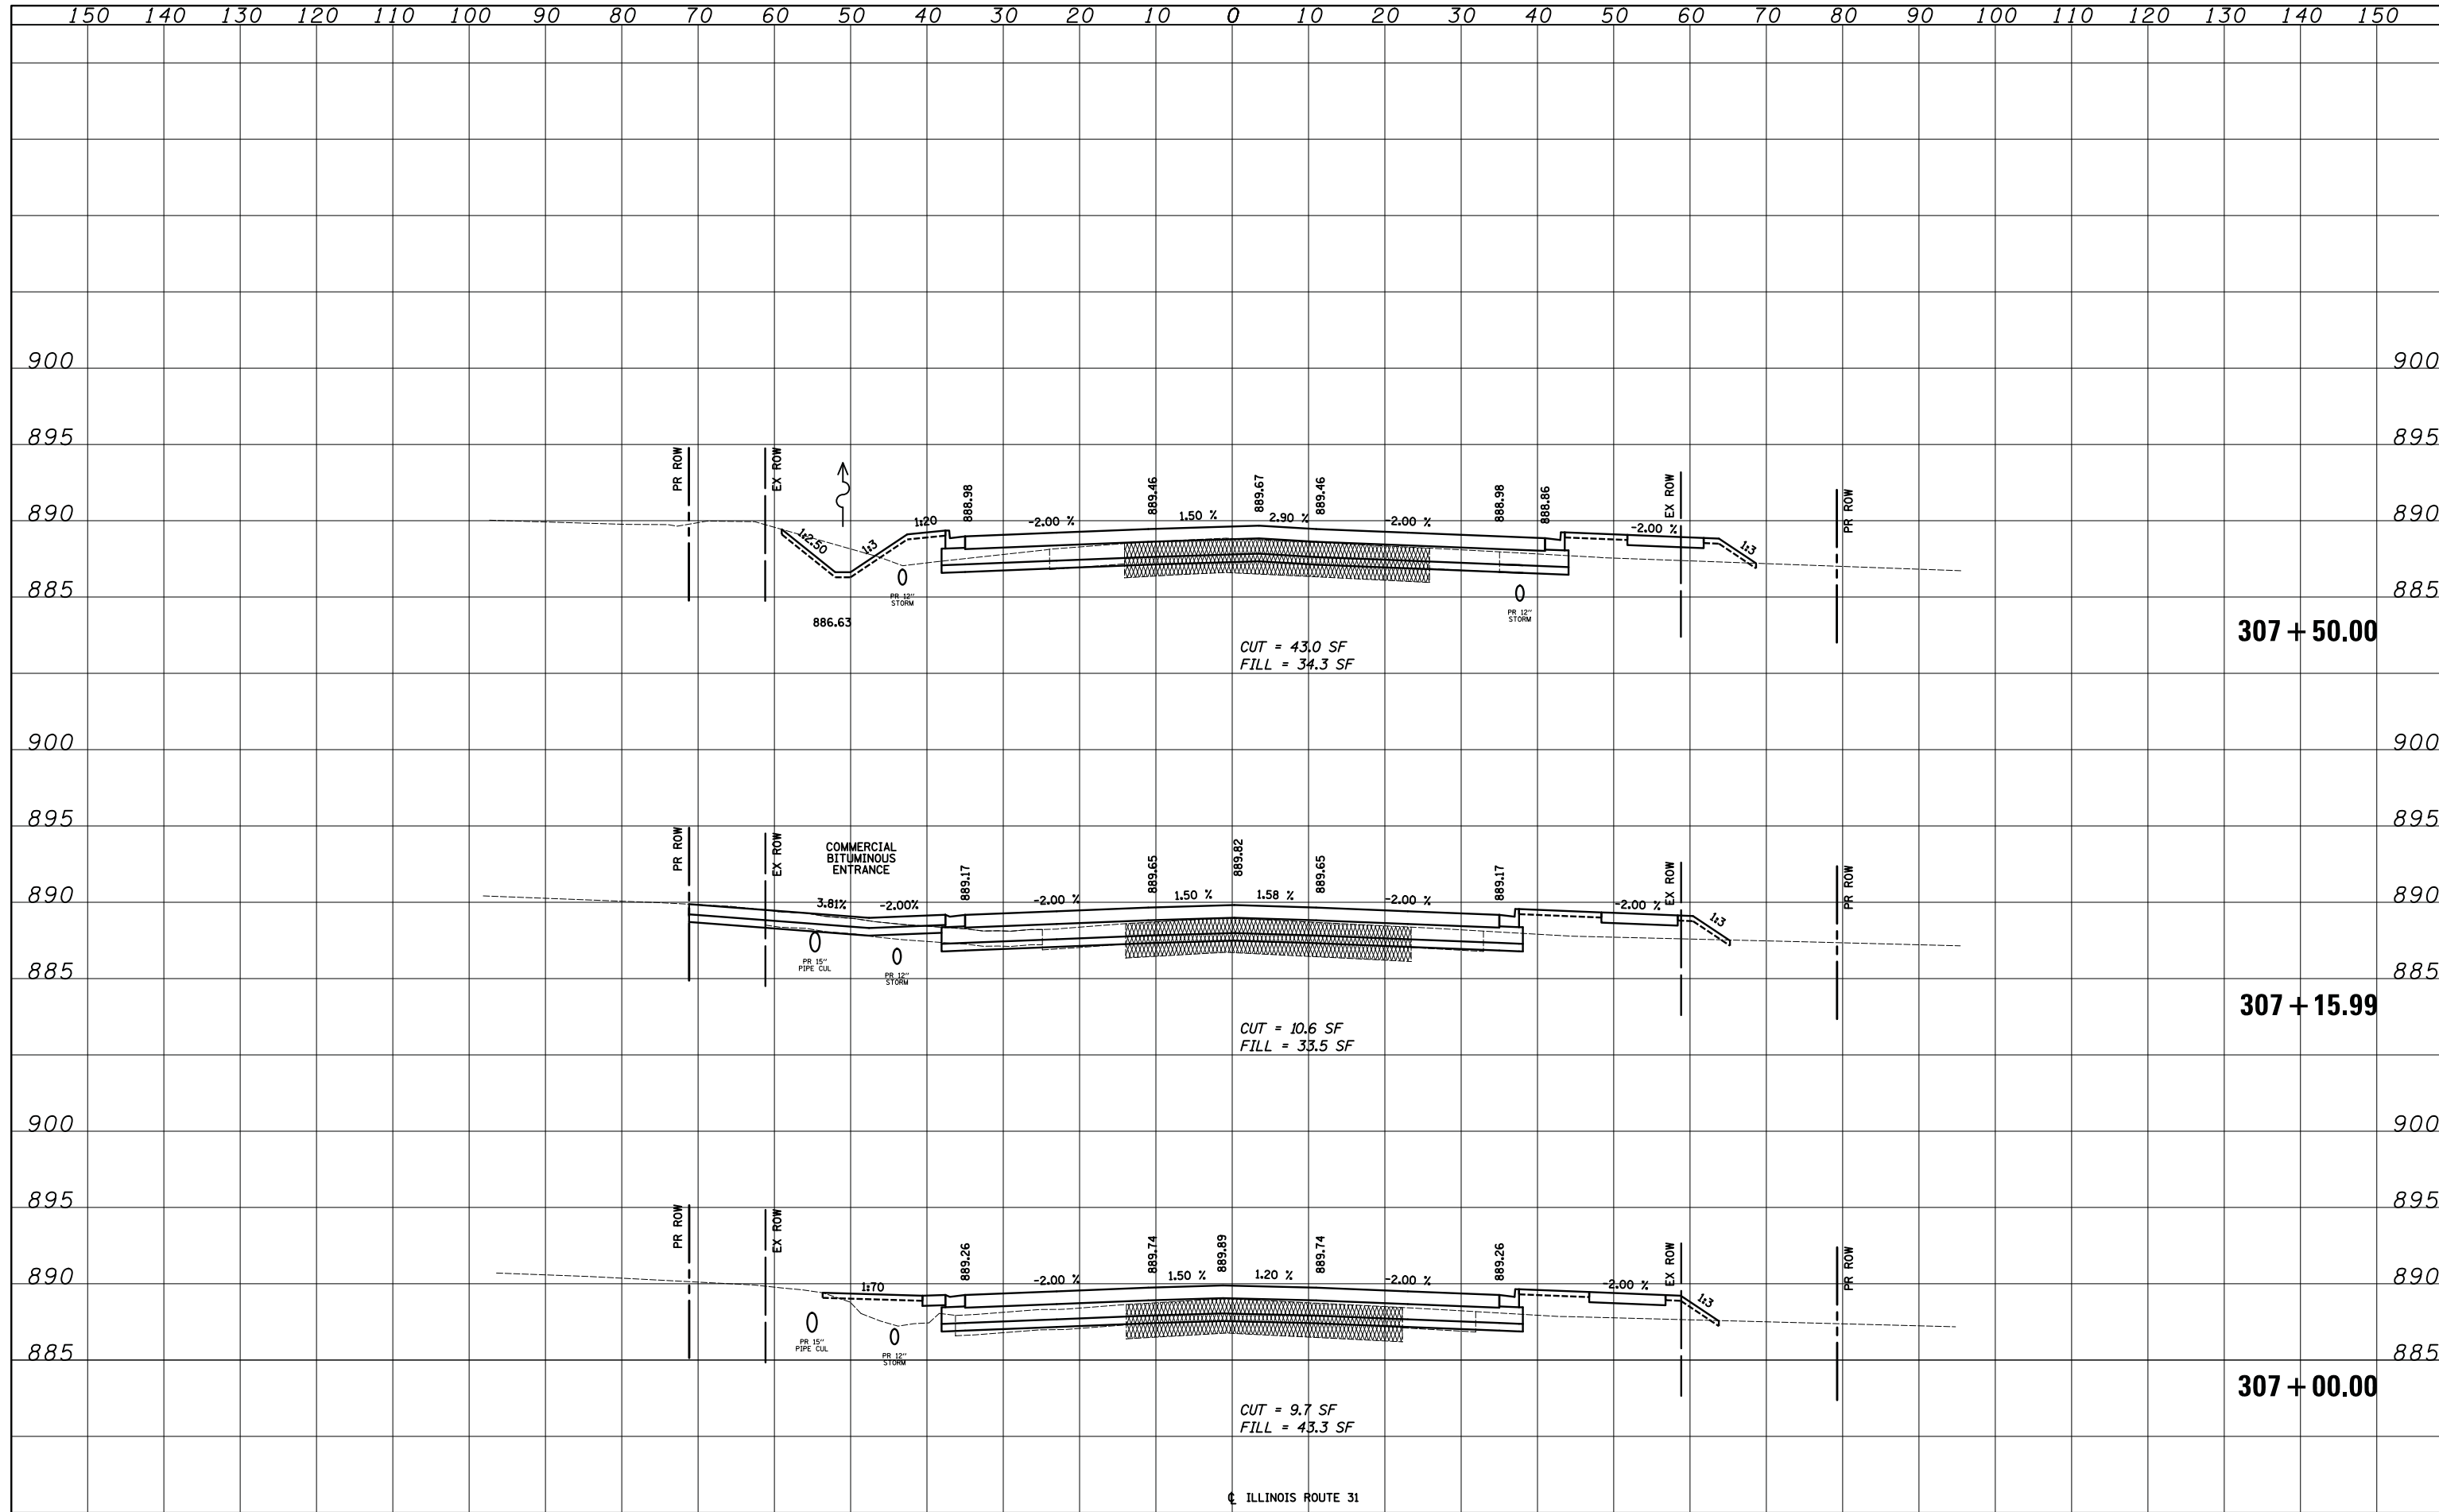 150 140 130 120 110 100 90 80 70 60 50 40 30 20 10 0 10 20 30 40 50 60 70 80 90 100 110 120 130 140 150
900 900
895 895
PR ROW
EX ROW
888.98
889.46
889.67
889.46
888.98
888.86
EX ROW
PR ROW
890 890
1:2.50
1:3
1:20
-2.00 %
1.50 %
2.90 %
-2.00 %
-2.00 %
1:3
885 885
PR 12"
STORM
PR 12"
STORM
886.63
307+50.00
CUT = 43.0 SF
FILL = 34.3 SF
900 900
895 895
PR ROW
EX ROW
COMMERCIAL
BITUMINOUS
ENTRANCE
889.17
889.65
889.82
889.65
889.17
EX ROW
PR ROW
890 890
3.81%
-2.00%
-2.00 %
1.50 %
1.58 %
-2.00 %
-2.00 %
1:3
885 885
PR 15"
PIPE CUL
PR 12"
STORM
307+15.99
CUT = 10.6 SF
FILL = 33.5 SF
900 900
895 895
PR ROW
EX ROW
889.26
889.74
889.89
889.74
889.26
EX ROW
PR ROW
890 890
1:70
-2.00 %
1.50 %
1.20 %
-2.00 %
-2.00 %
1:3
885 885
PR 15"
PIPE CUL
PR 12"
STORM
307+00.00
CUT = 9.7 SF
FILL = 43.3 SF
℄ ILLINOIS ROUTE 31